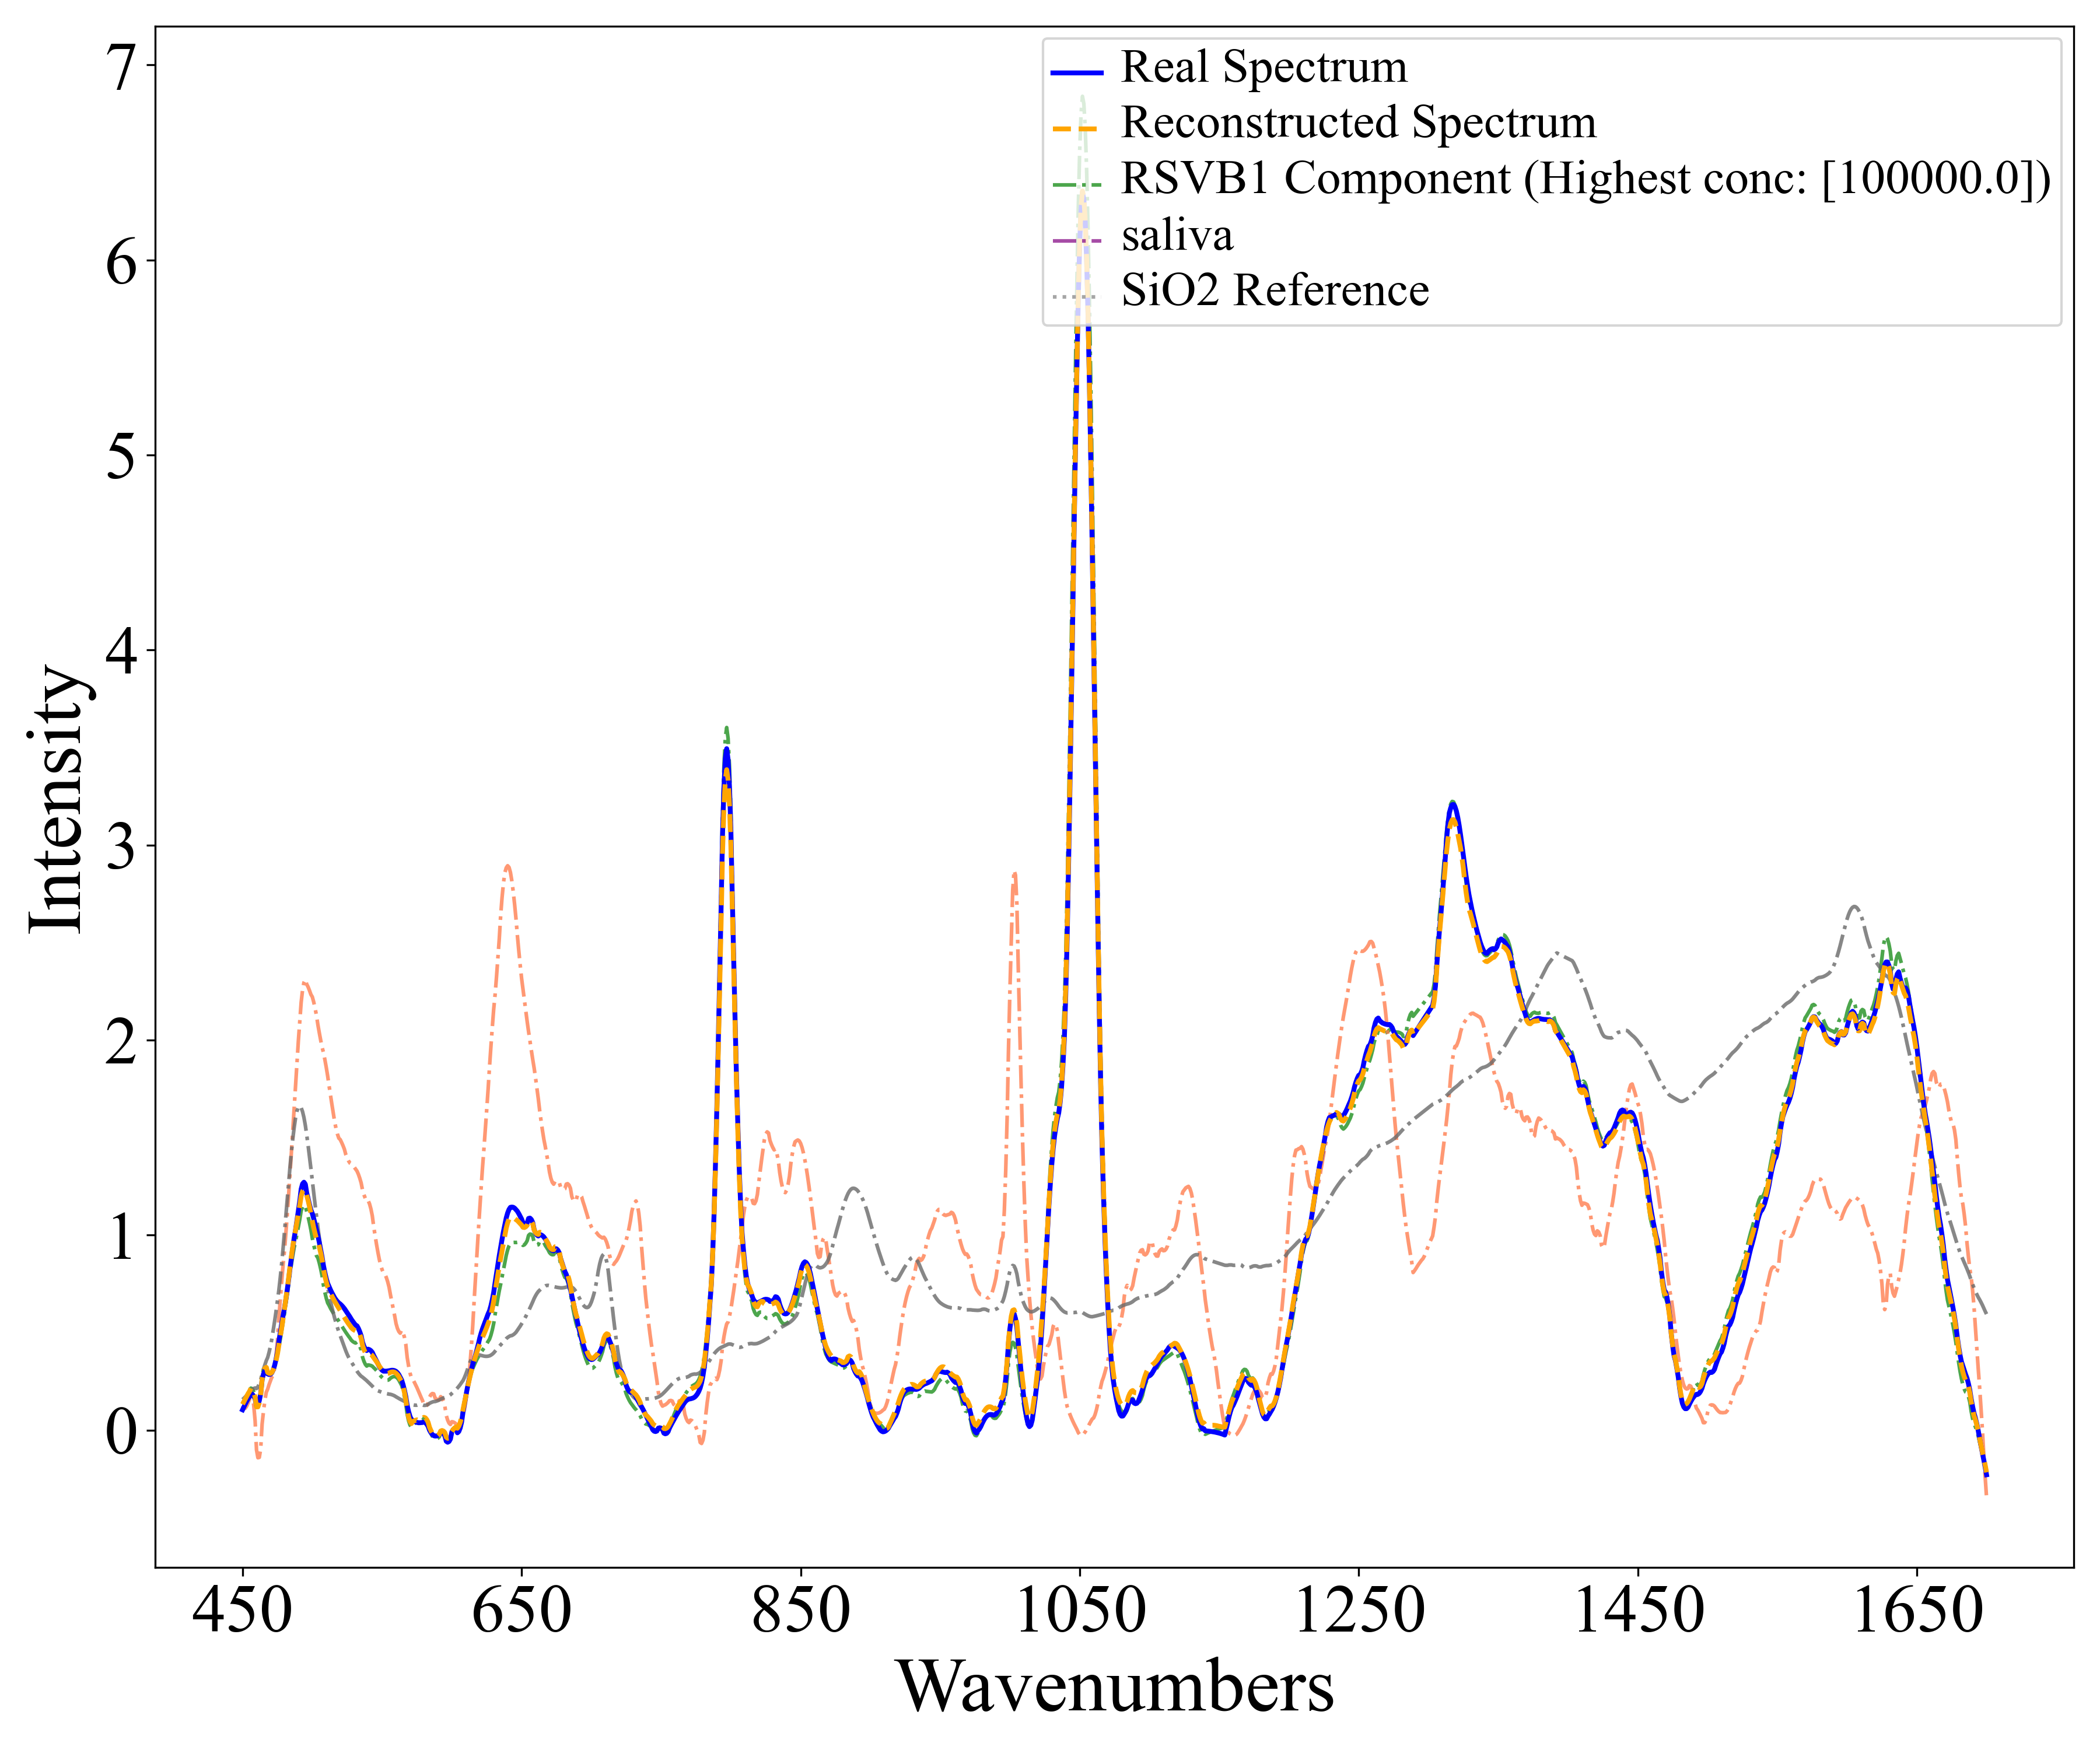 Real Spectrum
Reconstructed Spectrum
RSVB1 Component (Highest conc: [100000.0])
saliva
SiO2 Reference
Intensity
7
6
5
4
3
2
1
0
450 650 850 1050 1250 1450 1650
Wavenumbers